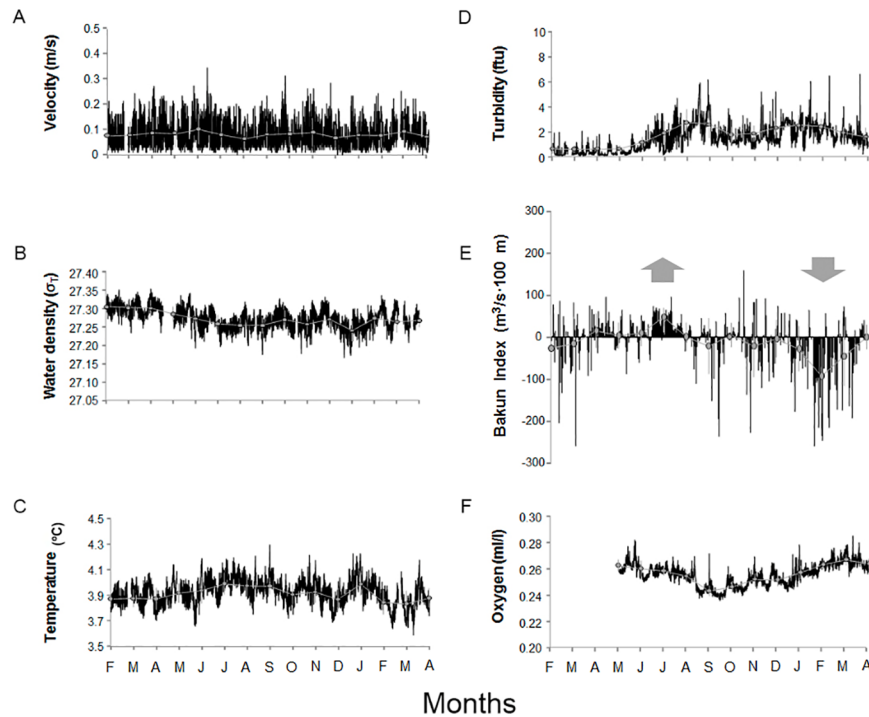 A
Velocity (m/s)
0.5
0.4
0.3
0.2
0.1
0
B
Water density (σT)
27.40
27.35
27.30
27.25
27.20
27.15
27.10
27.05
C
Temperature (°C)
4.5
4.3
4.1
3.9
3.7
3.5
F M A M J J A S O N D J F M A
D
Turbidity (ftu)
10
8
6
4
2
0
E
Bakun Index (m³/s·100 m)
300
200
100
0
-100
-200
-300
F
Oxygen (ml/l)
0.30
0.28
0.26
0.24
0.22
0.20
F M A M J J A S O N D J F M A
Months